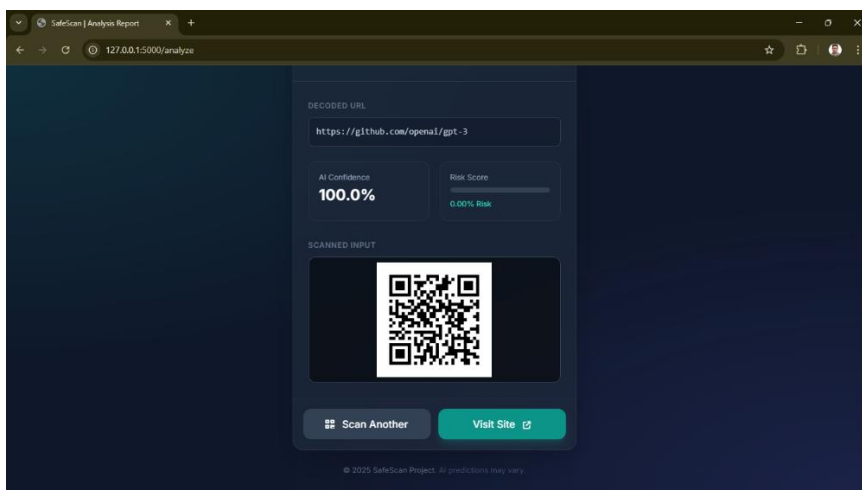 SafeScan | Analysis Report
127.0.0.1:5000/analyze
DECODED URL
https://github.com/openai/gpt-3
AI Confidence
100.0%
Risk Score
0.00% Risk
SCANNED INPUT
Scan Another
Visit Site
© 2025 SafeScan Project. AI predictions may vary.